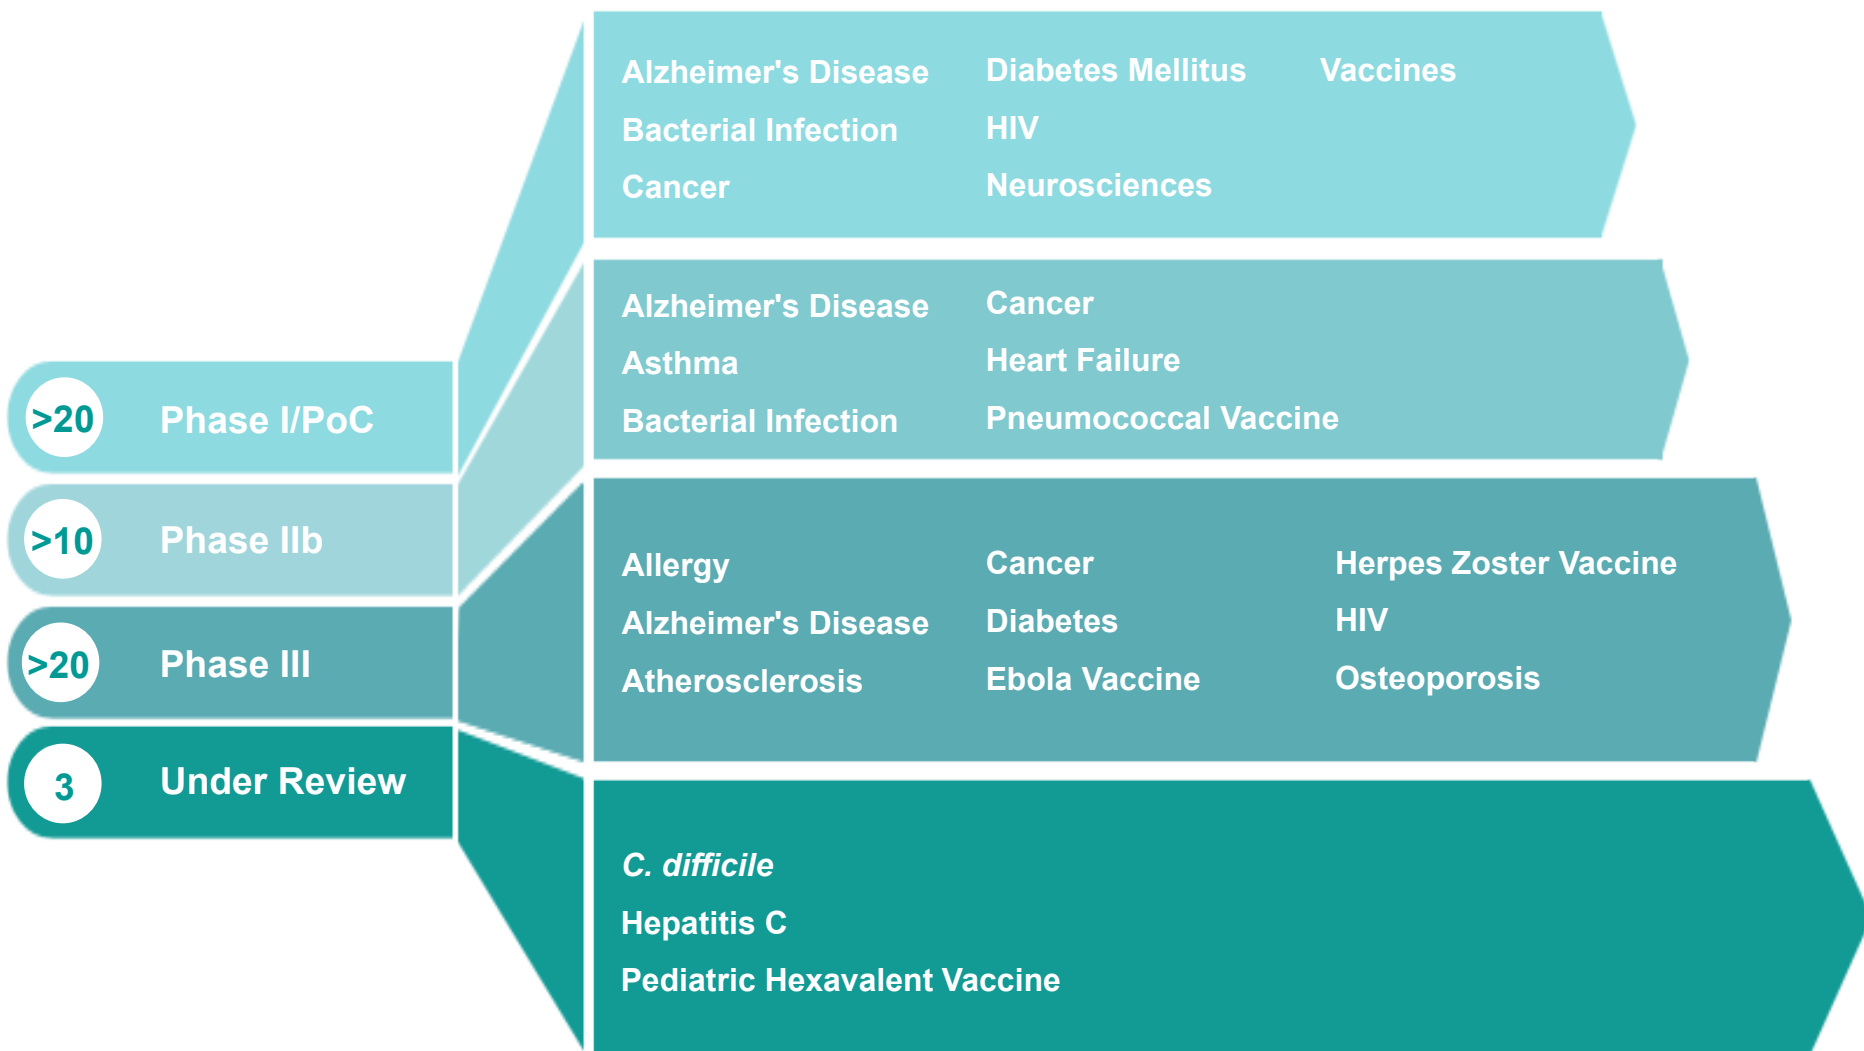 Alzheimer's Disease
Bacterial Infection
Cancer
Diabetes Mellitus
HIV
Neurosciences
Vaccines
Alzheimer's Disease
Asthma
Bacterial Infection
Cancer
Heart Failure
Pneumococcal Vaccine
>20 Phase I/PoC
>10 Phase IIb
>20 Phase III
3 Under Review
Allergy
Alzheimer's Disease
Atherosclerosis
Cancer
Diabetes
Ebola Vaccine
Herpes Zoster Vaccine
HIV
Osteoporosis
C. difficile
Hepatitis C
Pediatric Hexavalent Vaccine